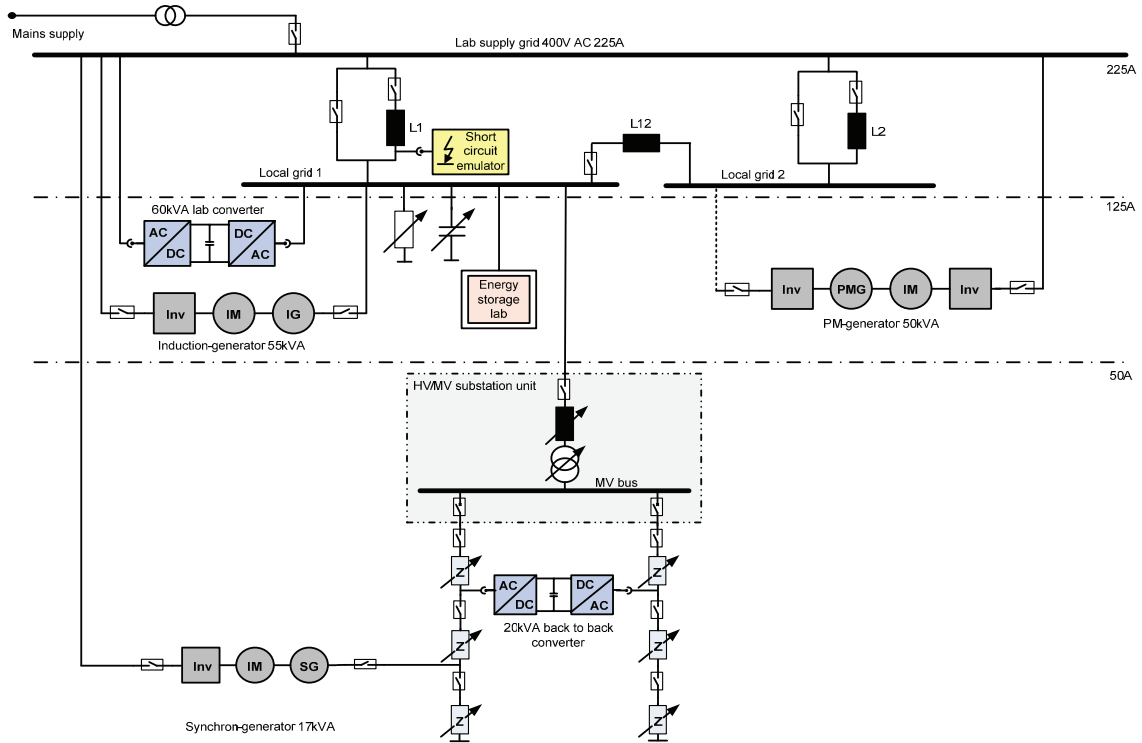 Mains supply
Lab supply grid 400V AC 225A
225A
L1
Short
circuit
emulator
L12
L2
Local grid 1
Local grid 2
125A
60kVA lab converter
AC
DC
DC
AC
Energy
storage
lab
Inv
IM
IG
Induction-generator 55kVA
Inv
PMG
IM
Inv
PM-generator 50kVA
50A
HV/MV substation unit
MV bus
Z
Z
AC
DC
DC
AC
20kVA back to back
converter
Z
Z
Inv
IM
SG
Z
Z
Synchron-generator 17kVA